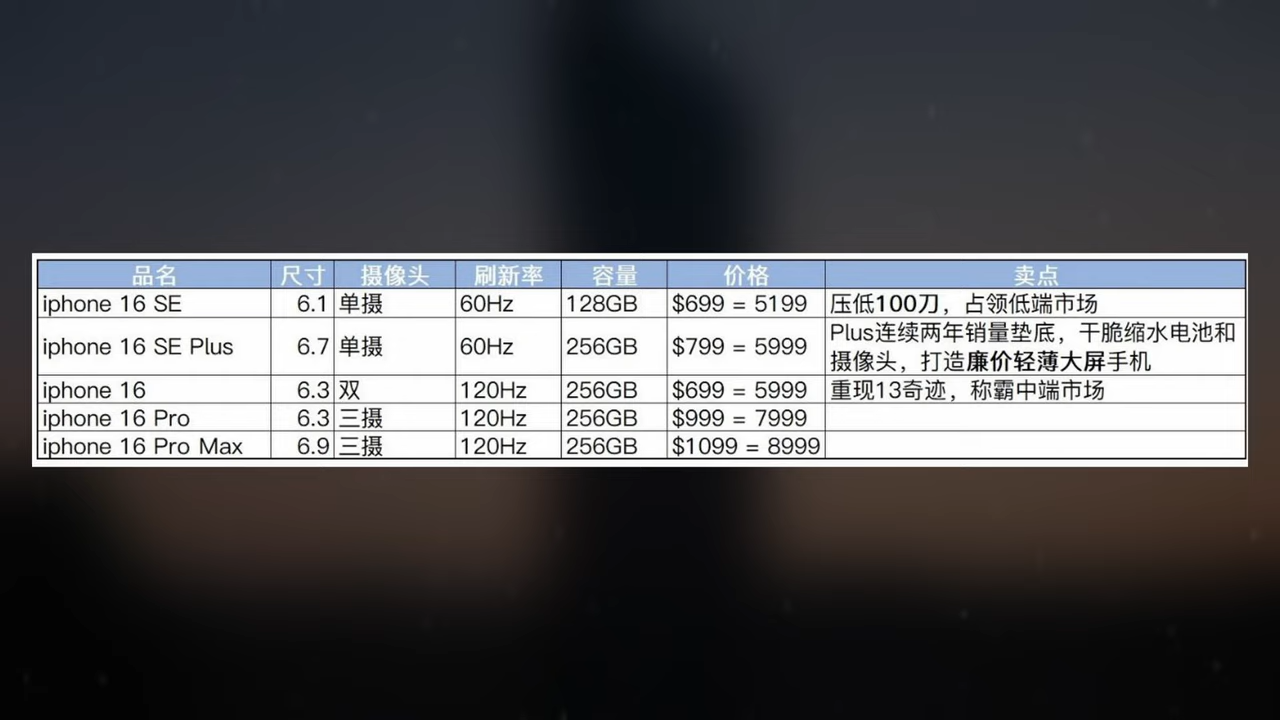 品名 尺寸 摄像头 刷新率 容量 价格 卖点
iphone 16 SE 6.1 单摄 60Hz 128GB $699 = 5199 压低100刀，占领低端市场
iphone 16 SE Plus 6.7 单摄 60Hz 256GB $799 = 5999 Plus连续两年销量垫底，干脆缩水电池和
摄像头，打造廉价轻薄大屏手机
iphone 16 6.3 双 120Hz 256GB $699 = 5999 重现13奇迹，称霸中端市场
iphone 16 Pro 6.3 三摄 120Hz 256GB $999 = 7999
iphone 16 Pro Max 6.9 三摄 120Hz 256GB $1099 = 8999